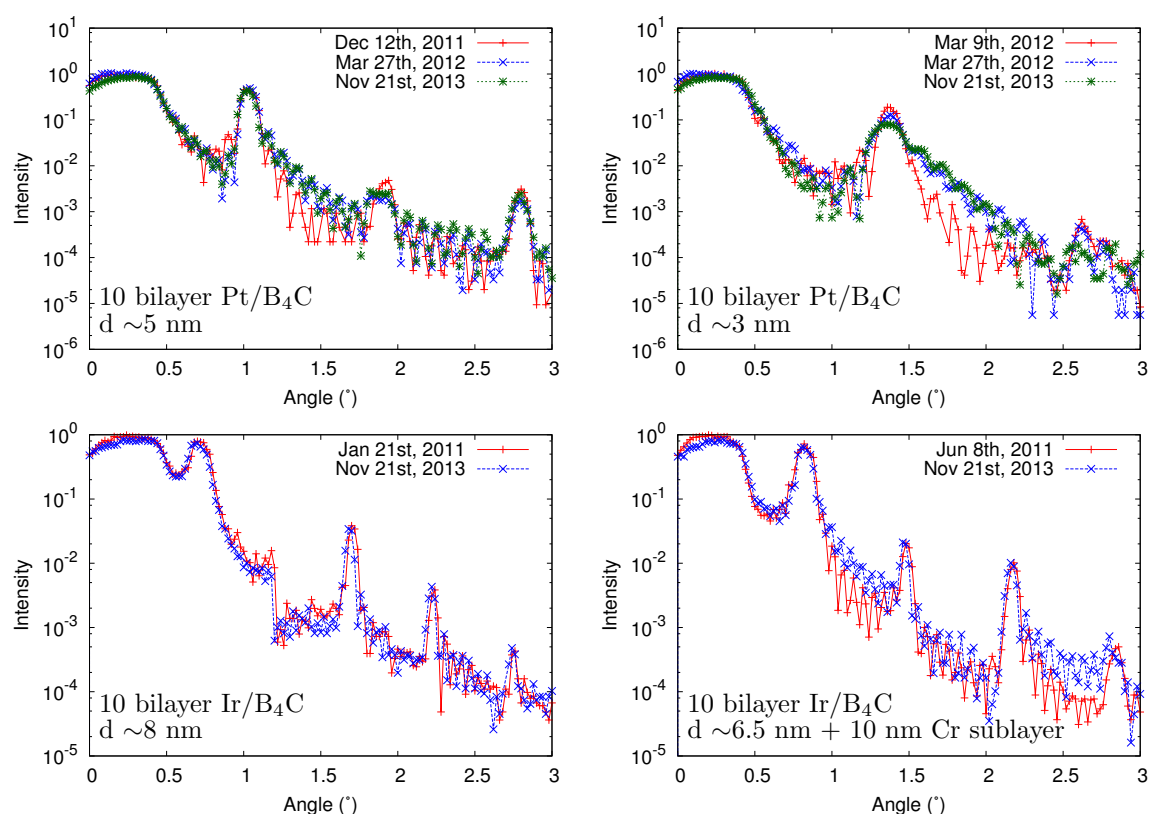 10^1
10^0
10^-1
10^-2
10^-3
10^-4
10^-5
10^-6
0 0.5 1 1.5 2 2.5 3
Intensity
Angle (°)
Dec 12th, 2011
Mar 27th, 2012
Nov 21st, 2013
10 bilayer Pt/B₄C
d ∼5 nm
10^1
10^0
10^-1
10^-2
10^-3
10^-4
10^-5
10^-6
0 0.5 1 1.5 2 2.5 3
Intensity
Angle (°)
Mar 9th, 2012
Mar 27th, 2012
Nov 21st, 2013
10 bilayer Pt/B₄C
d ∼3 nm
10^0
10^-1
10^-2
10^-3
10^-4
10^-5
0 0.5 1 1.5 2 2.5 3
Intensity
Angle (°)
Jan 21st, 2011
Nov 21st, 2013
10 bilayer Ir/B₄C
d ∼8 nm
10^0
10^-1
10^-2
10^-3
10^-4
10^-5
0 0.5 1 1.5 2 2.5 3
Intensity
Angle (°)
Jun 8th, 2011
Nov 21st, 2013
10 bilayer Ir/B₄C
d ∼6.5 nm + 10 nm Cr sublayer